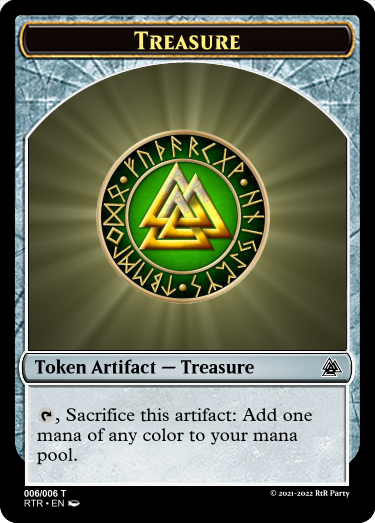 TREASURE
Token Artifact — Treasure
, Sacrifice this artifact: Add one
mana of any color to your mana
pool.
006/006 T
RTR • EN
© 2021-2022 RtR Party